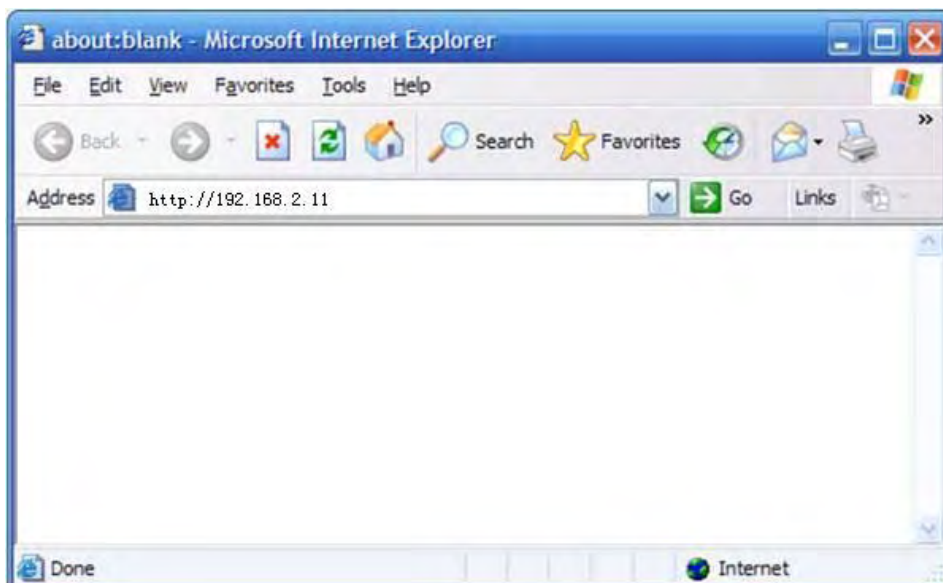 about:blank - Microsoft Internet Explorer
File Edit View Favorites Tools Help
Back Search Favorites »
Address http://192.168.2.11 Go Links
Done Internet